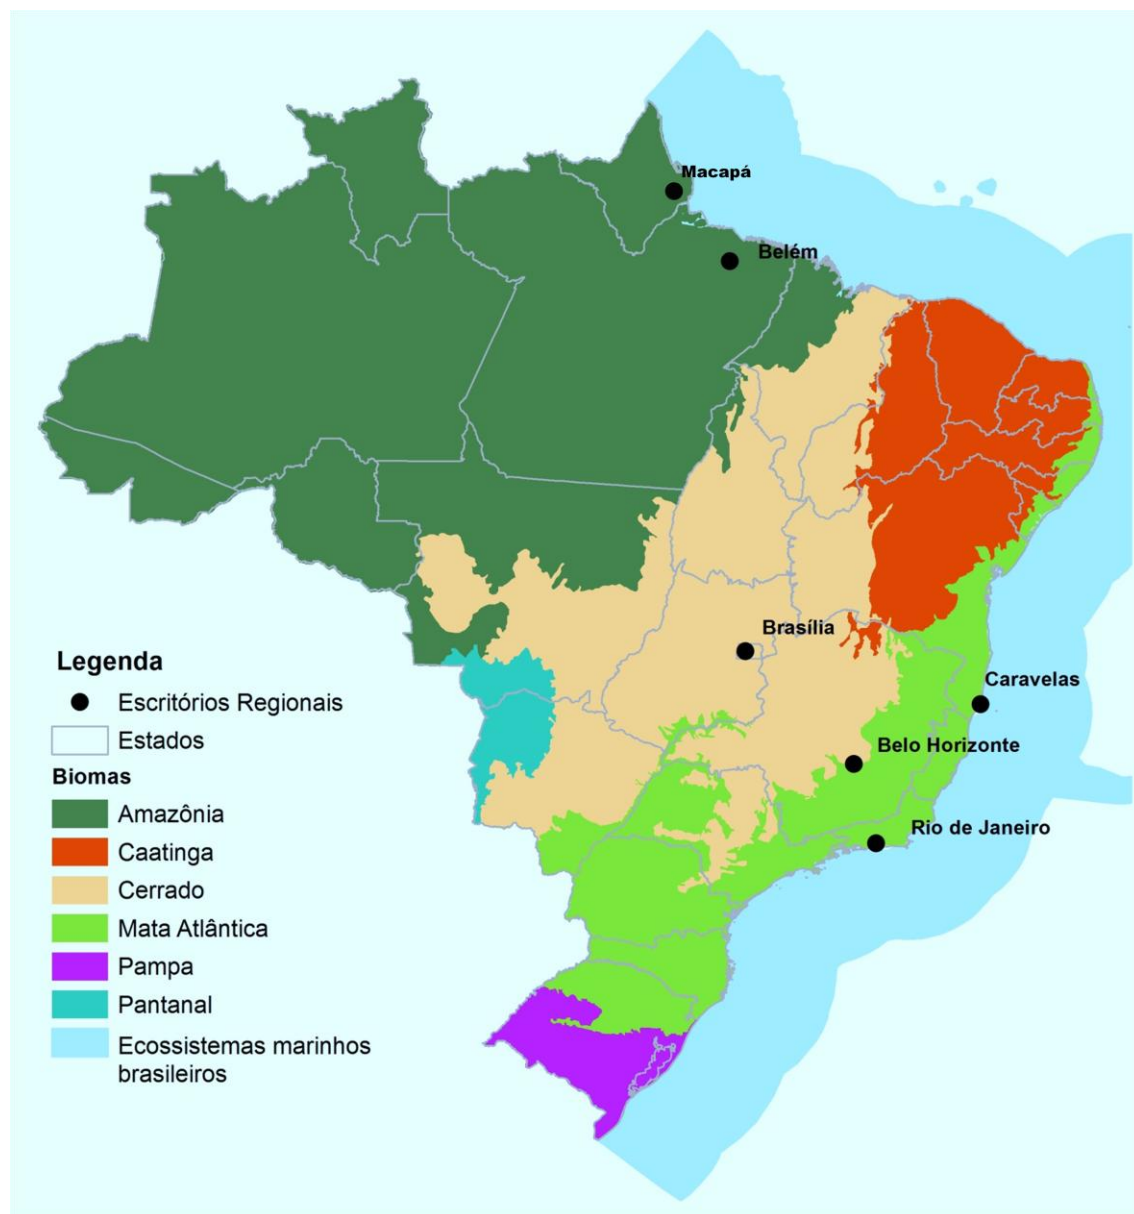 Macapá
Belém
Brasília
Caravelas
Belo Horizonte
Rio de Janeiro
Legenda
Escritórios Regionais
Estados
Biomas
Amazônia
Caatinga
Cerrado
Mata Atlântica
Pampa
Pantanal
Ecossistemas marinhos
brasileiros